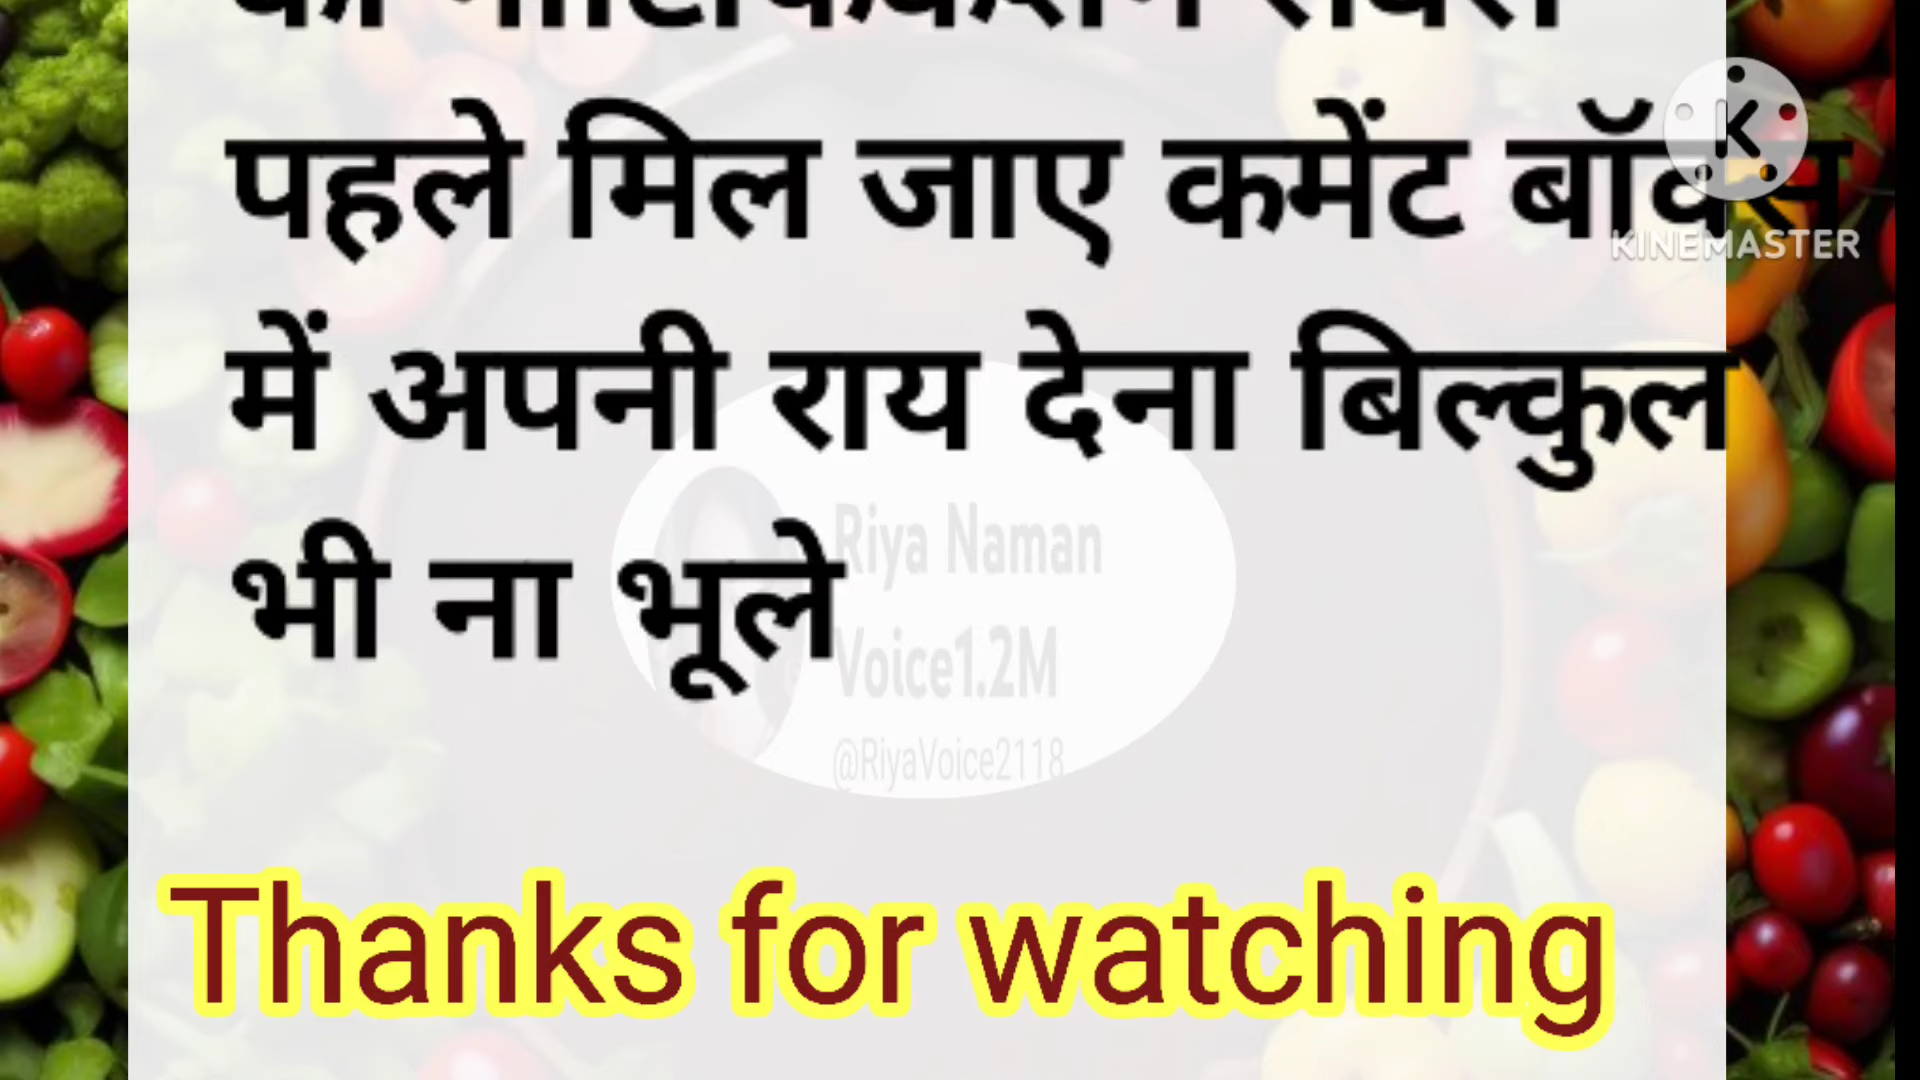 पहले मिल जाए कमेंट बॉक्स
में अपनी राय देना बिल्कुल
भी ना भूले
Riya Naman
Voice1.2M
@RiyaVoice2118
Thanks for watching
K
KINEMASTER